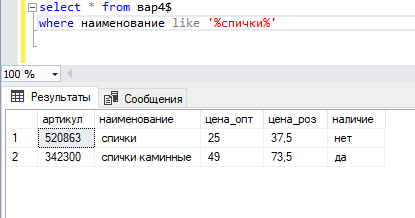 select * from вар4$
where наименование like '%спички%'
100 %
Результаты Сообщения
артикул наименование цена_опт цена_роз наличие
1 520863 спички 25 37,5 нет
2 342300 спички каминные 49 73,5 да